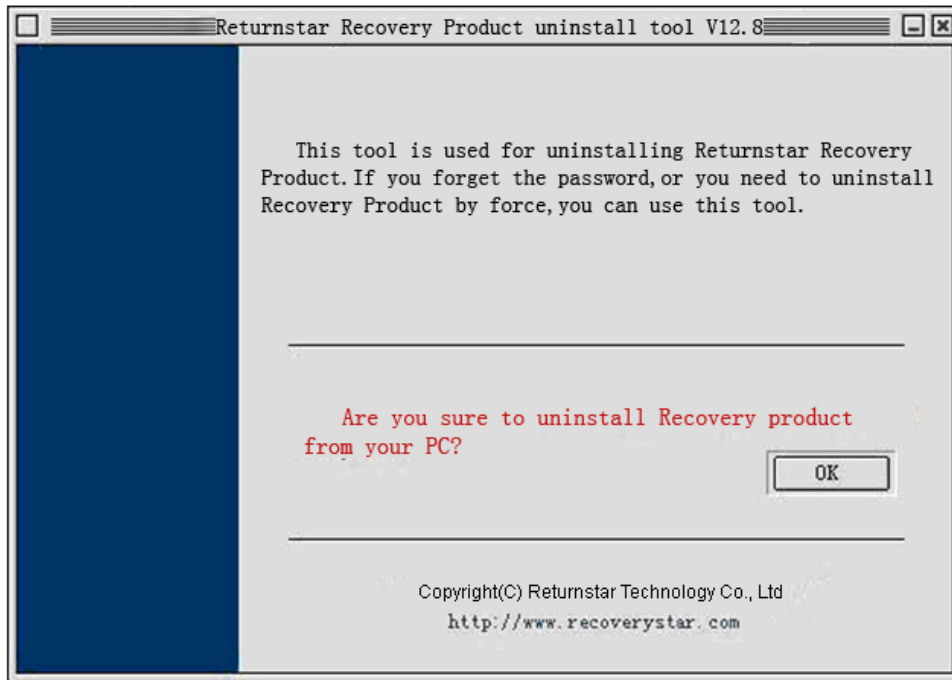 Returnstar Recovery Product uninstall tool V12.8
This tool is used for uninstalling Returnstar Recovery
Product.If you forget the password,or you need to uninstall
Recovery Product by force,you can use this tool.
Are you sure to uninstall Recovery product
from your PC?
OK
Copyright(C) Returnstar Technology Co., Ltd
http://www.recoverystar.com